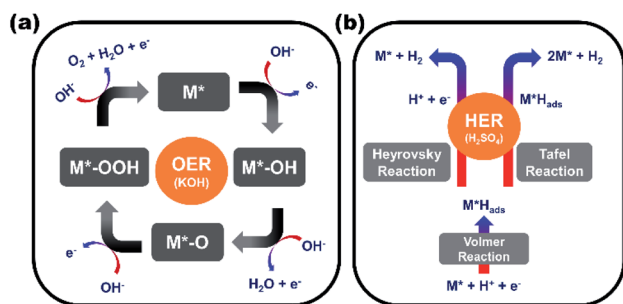 (a)
O₂ + H₂O + e⁻
OH⁻
M*
OH⁻
e⁻
M*-OOH
OER
(KOH)
M*-OH
M*-O
e⁻
OH⁻
OH⁻
H₂O + e⁻
(b)
M* + H₂
2M* + H₂
H⁺ + e⁻
M*Hads
HER
(H₂SO₄)
Heyrovsky
Reaction
Tafel
Reaction
M*Hads
Volmer
Reaction
M* + H⁺ + e⁻